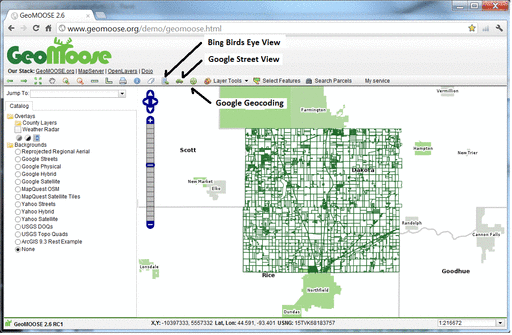 GeoMOOSE 2.6
www.geomoose.org/demo/geomoose.html
Bing Birds Eye View
GeoMoose
Google Street View
Our Stack: GeoMOOSE.org | MapServer | OpenLayers | Dojo
Layer Tools
Select Features
Search Parcels
My service
Jump To
Google Geocoding
Catalog
Overlays
County Layers
Weather Radar
Backgrounds
Reprojected Regional Aerial
Google Streets
Google Physical
Google Hybrid
Google Satellite
MapQuest OSM
MapQuest Satellite Tiles
Yahoo Streets
Yahoo Hybrid
Yahoo Satellite
USGS DOQs
USGS Topo Quads
ArcGIS 9.3 Rest Example
None
Vermillion
Farmington
Scott
Hampton
New Trier
Dakota
New Market
Elko
Randolph
Cannon Falls
Lonsdale
Rice
Goodhue
Northfield
Dundas
GeoMOOSE 2.6 RC1
X,Y: -10397333, 5557332 Lat, Lon: 44.591, -93.401 USNG: 15TVK68183757
1:216672